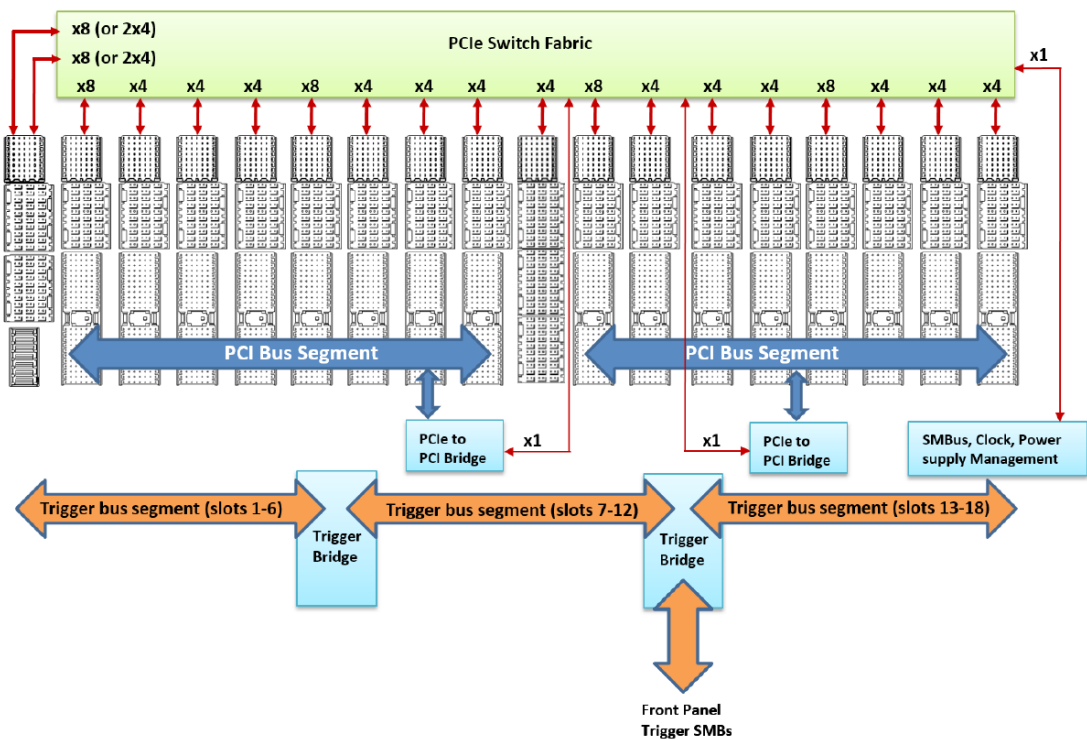 x8 (or 2x4)
PCIe Switch Fabric
x8 (or 2x4)
x1
x8 x4 x4 x4 x8 x4 x4 x4 x4 x8 x4 x4 x4 x8 x4 x4 x4
PCI Bus Segment
PCI Bus Segment
PCIe to
PCI Bridge
x1
x1
PCIe to
PCI Bridge
SMBus, Clock, Power
supply Management
Trigger bus segment (slots 1-6)
Trigger bus segment (slots 7-12)
Trigger bus segment (slots 13-18)
Trigger
Bridge
Trigger
Bridge
Front Panel
Trigger SMBs